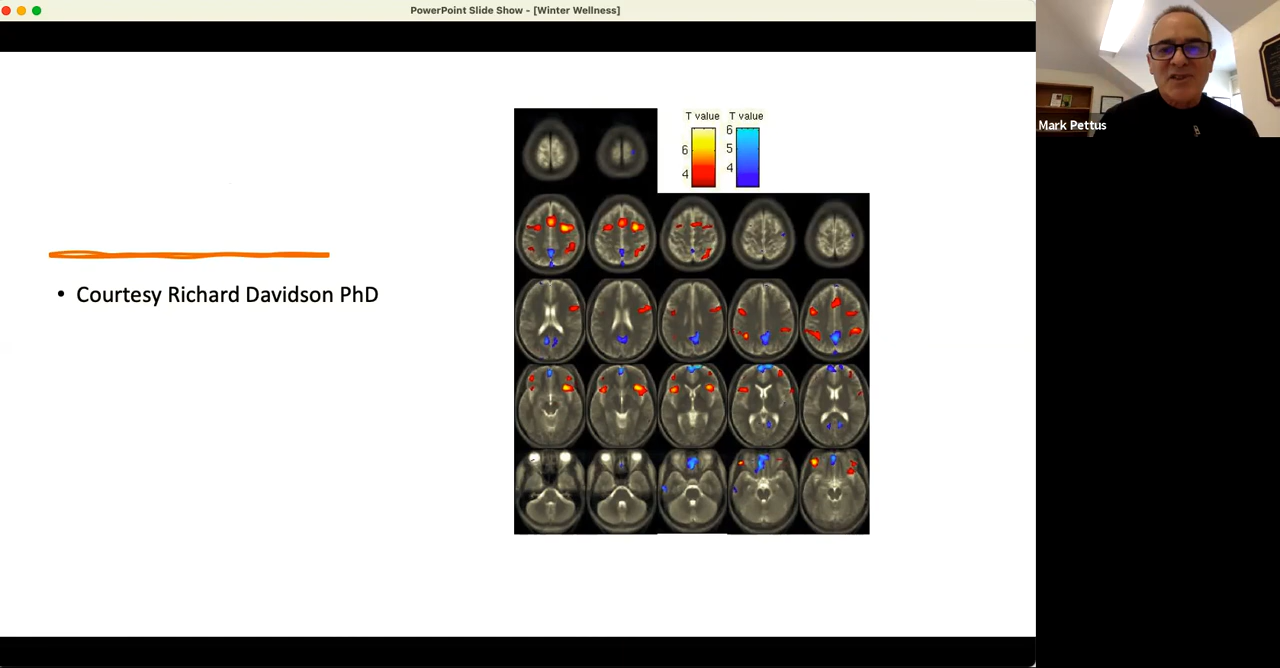 PowerPoint Slide Show - [Winter Wellness]
T value T value
6
6
5
4
4
• Courtesy Richard Davidson PhD
Mark Pettus